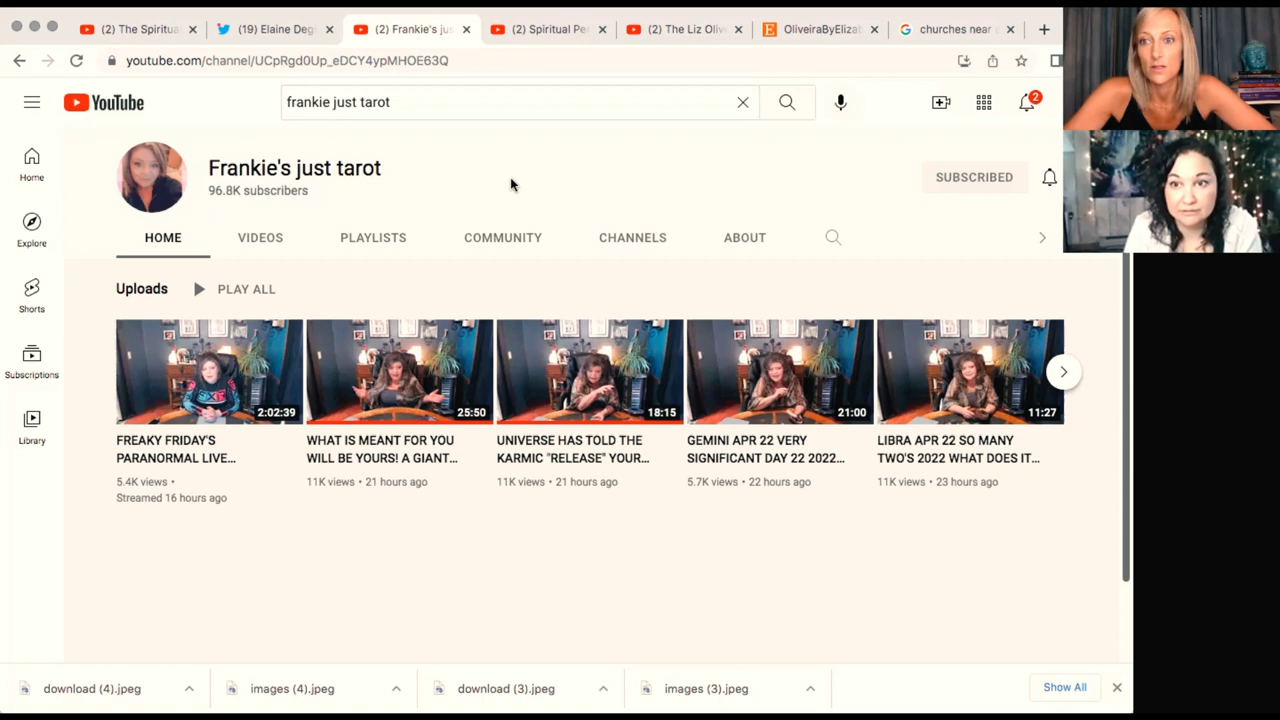 (2) The Spiritua
(19) Elaine Degi
(2) Frankie's jus
(2) Spiritual Pe
(2) The Liz Olive
OliveiraByElizab
churches near
youtube.com/channel/UCpRgd0Up_eDCY4ypMHOE63Q
YouTube
frankie just tarot
2
Home
Explore
Shorts
Subscriptions
Library
Frankie's just tarot
96.8K subscribers
SUBSCRIBED
HOME
VIDEOS
PLAYLISTS
COMMUNITY
CHANNELS
ABOUT
Uploads
PLAY ALL
2:02:39
FREAKY FRIDAY'S
PARANORMAL LIVE...
5.4K views •
Streamed 16 hours ago
25:50
WHAT IS MEANT FOR YOU
WILL BE YOURS! A GIANT...
11K views • 21 hours ago
18:15
UNIVERSE HAS TOLD THE
KARMIC "RELEASE" YOUR...
11K views • 21 hours ago
21:00
GEMINI APR 22 VERY
SIGNIFICANT DAY 22 2022...
5.7K views • 22 hours ago
11:27
LIBRA APR 22 SO MANY
TWO'S 2022 WHAT DOES IT...
11K views • 23 hours ago
download (4).jpeg
images (4).jpeg
download (3).jpeg
images (3).jpeg
Show All